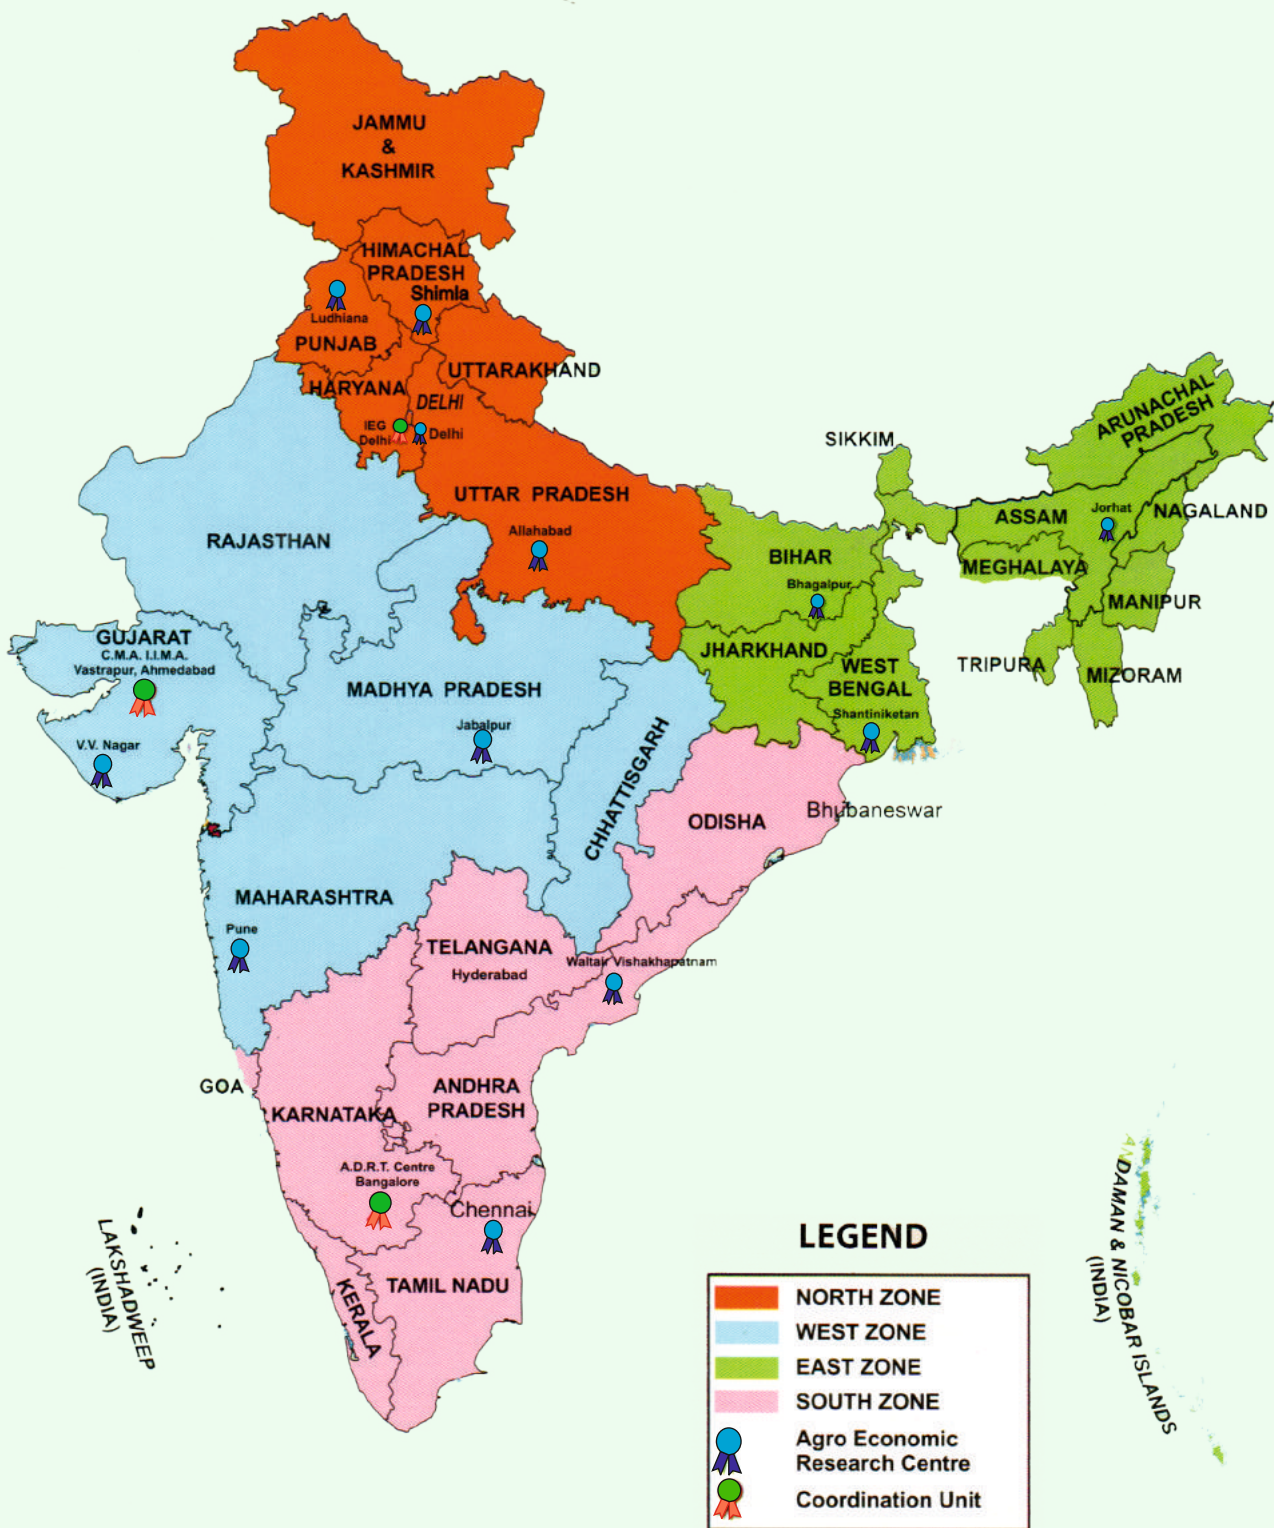 JAMMU
&
KASHMIR
HIMACHAL
PRADESH
Shimla
Ludhiana
PUNJAB
UTTARAKHAND
HARYANA
DELHI
IEG
Delhi
Delhi
UTTAR PRADESH
Allahabad
RAJASTHAN
SIKKIM
ARUNACHAL
PRADESH
ASSAM
Jorhat
NAGALAND
MEGHALAYA
MANIPUR
TRIPURA
MIZORAM
BIHAR
Bhagalpur
JHARKHAND
WEST
BENGAL
Shantiniketan
GUJARAT
C.M.A. I.I.M.A.
Vastrapur, Ahmedabad
V.V. Nagar
MADHYA PRADESH
Jabalpur
CHHATTISGARH
ODISHA
Bhubaneswar
MAHARASHTRA
Pune
TELANGANA
Hyderabad
Waltair Vishakhapatnam
GOA
KARNATAKA
ANDHRA
PRADESH
A.D.R.T. Centre
Bangalore
Chennai
TAMIL NADU
KERALA
LAKSHADWEEP
(INDIA)
AN
DAMAN & NICOBAR ISLANDS
(INDIA)
LEGEND
NORTH ZONE
WEST ZONE
EAST ZONE
SOUTH ZONE
Agro Economic
Research Centre
Coordination Unit